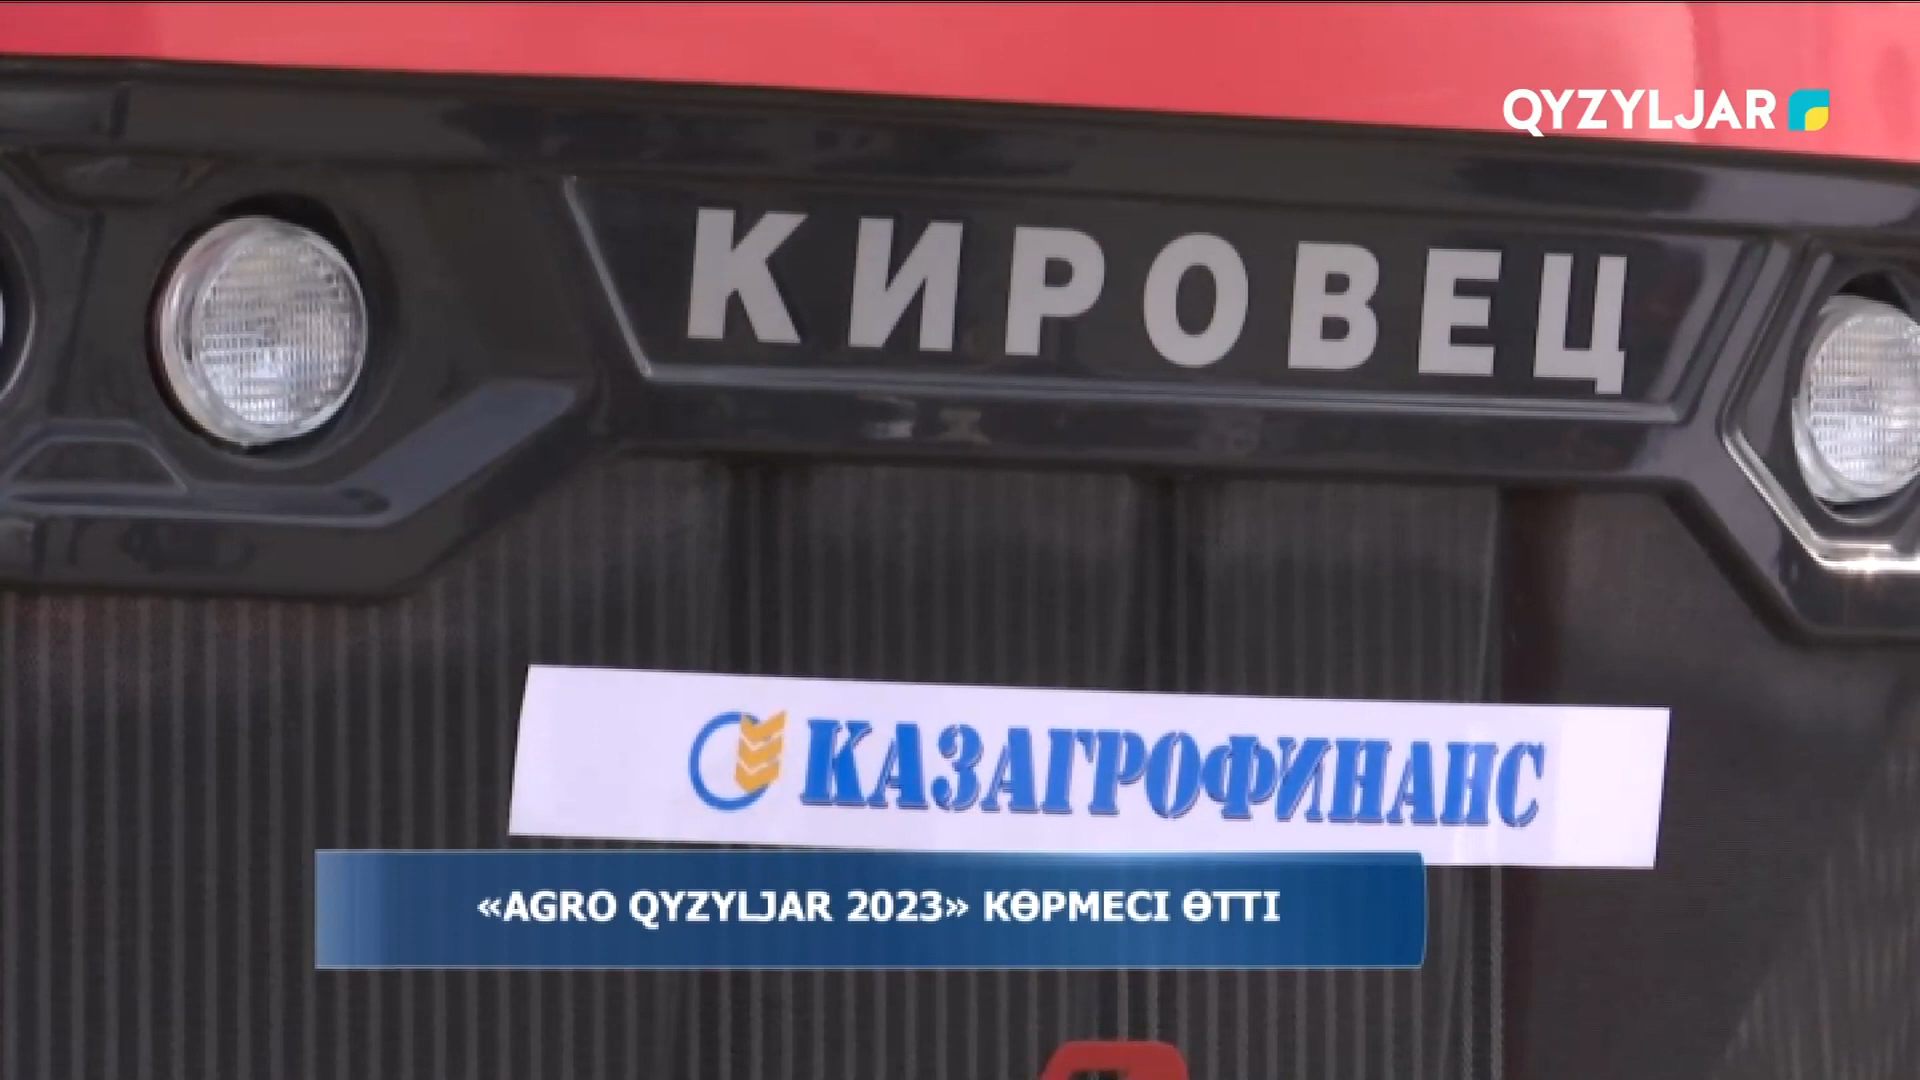 QYZYLJAR
КИРОВЕЦ
КАЗАГРОФИНАНС
«AGRO QYZYLJAR 2023» КӨРМЕСІ ӨТТІ